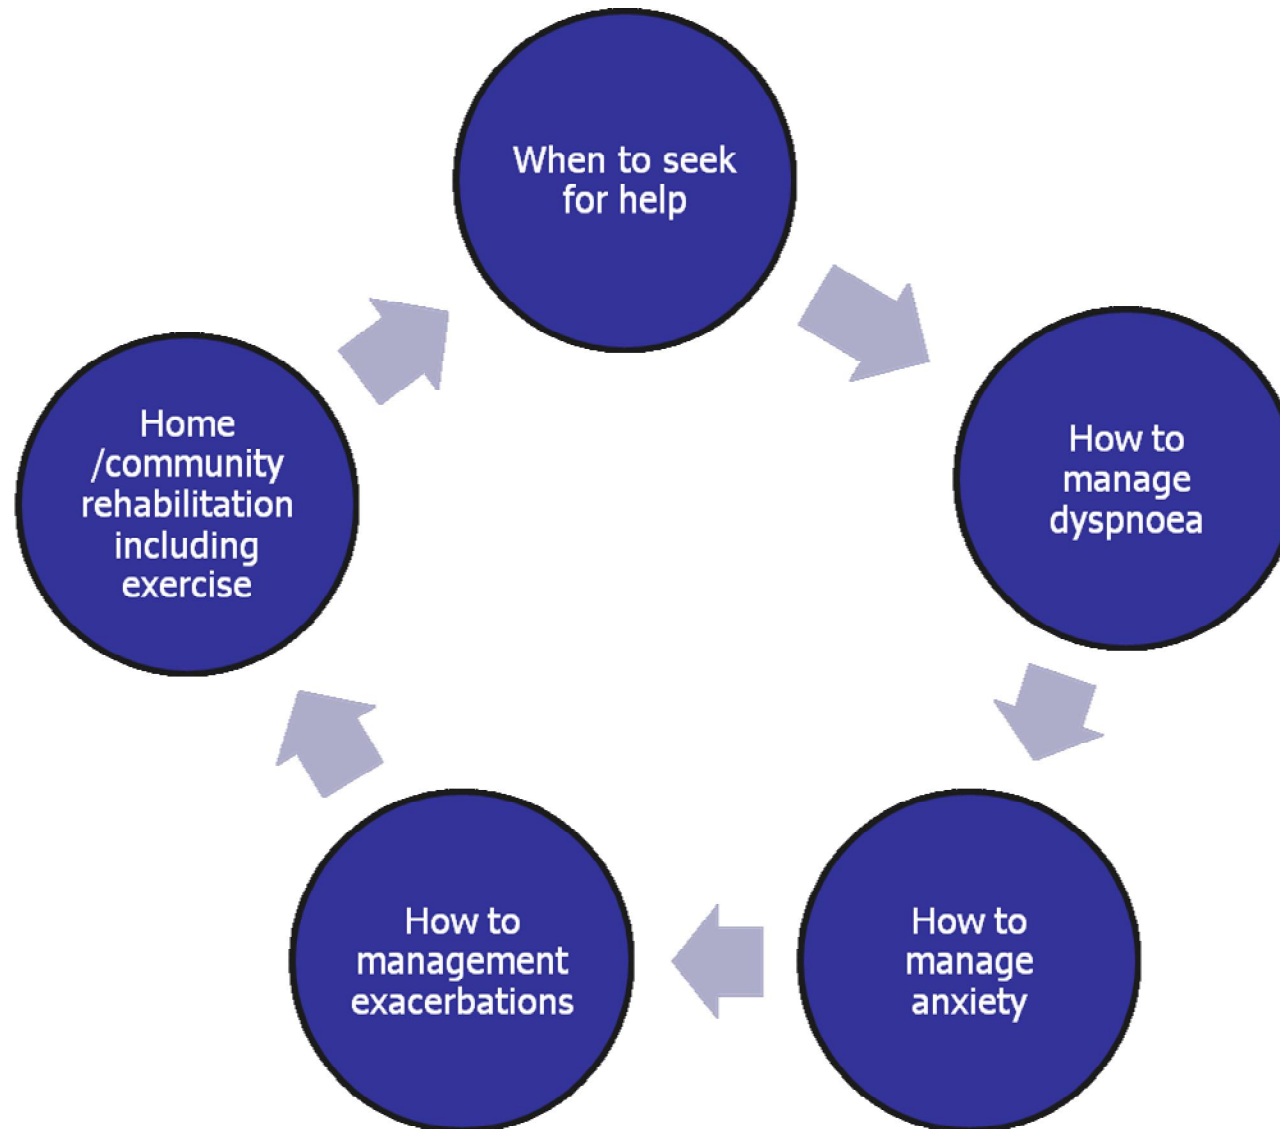 When to seek
for help
How to
manage
dyspnoea
How to
manage
anxiety
How to
management
exacerbations
Home
/community
rehabilitation
including
exercise